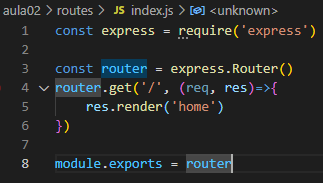 aula02 > routes > JS index.js > <unknown>
1 const express = require('express')
2
3 const router = express.Router()
4 router.get('/', (req, res)=>{
5 res.render('home')
6 })
7
8 module.exports = router